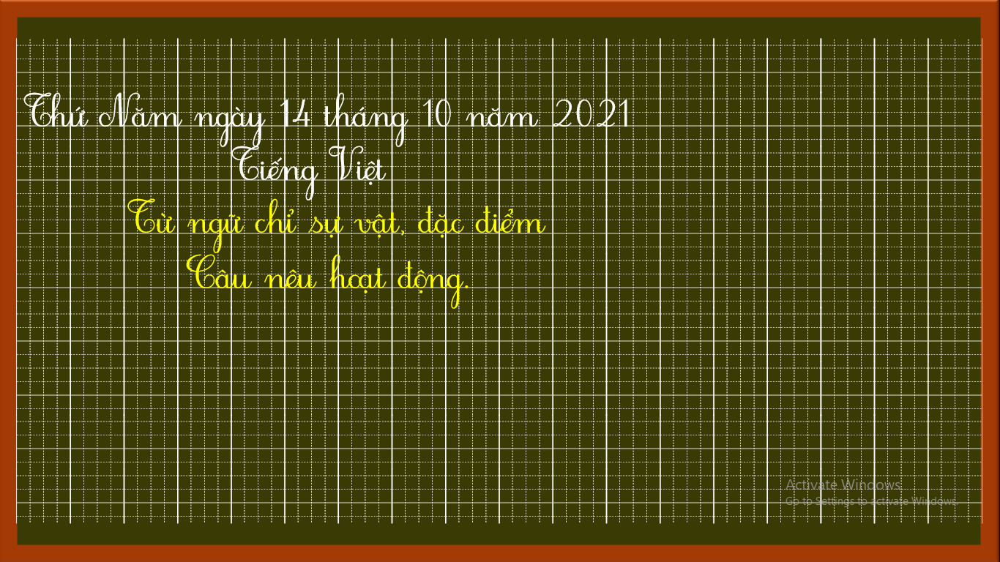 Thứ Năm ngày 14 tháng 10 năm 2021
Tiếng Việt
Từ ngữ chỉ sự vật, đặc điểm
Câu nêu hoạt động.
Activate Windows
Go to Settings to activate Windows.